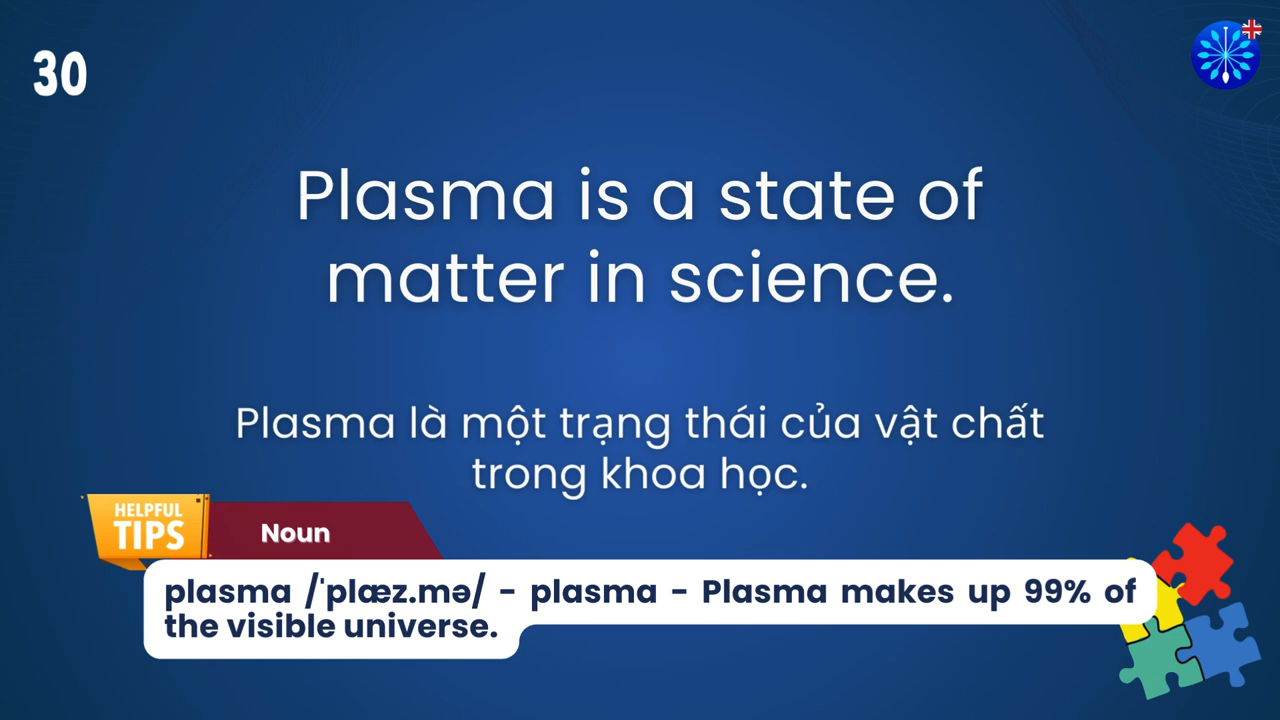 30
Plasma is a state of
matter in science.
Plasma là một trạng thái của vật chất
trong khoa học.
HELPFUL
TIPS
Noun
plasma /ˈplæz.mə/ - plasma - Plasma makes up 99% of
the visible universe.